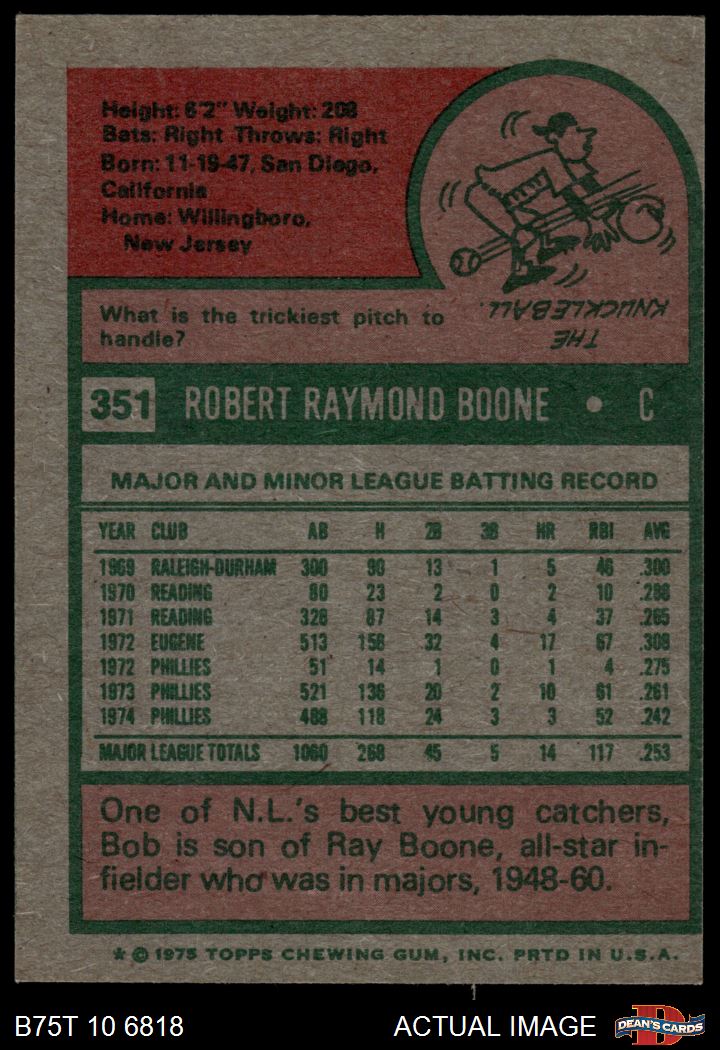 Height: 6'2" Weight: 208
Bats: Right Throws: Right
Born: 11-19-47, San Diego,
California
Home: Willingboro,
New Jersey
What is the trickiest pitch to
handle?
THE
KNUCKLEBALL.
351 ROBERT RAYMOND BOONE • C
MAJOR AND MINOR LEAGUE BATTING RECORD
YEAR CLUB AB H 2B 3B HR RBI AVG
1969 RALEIGH-DURHAM 300 90 13 1 5 46 .300
1970 READING 80 23 2 0 2 10 .288
1971 READING 328 87 14 3 4 37 .265
1972 EUGENE 513 158 32 4 17 67 .308
1972 PHILLIES 51 14 1 0 1 4 .275
1973 PHILLIES 521 136 20 2 10 61 .261
1974 PHILLIES 488 118 24 3 3 52 .242
MAJOR LEAGUE TOTALS 1060 268 45 5 14 117 .253
One of N.L.'s best young catchers,
Bob is son of Ray Boone, all-star in-
fielder who was in majors, 1948-60.
* © 1975 TOPPS CHEWING GUM, INC. PRTD IN U.S.A.
B75T 10 6818 ACTUAL IMAGE DEAN'S CARDS